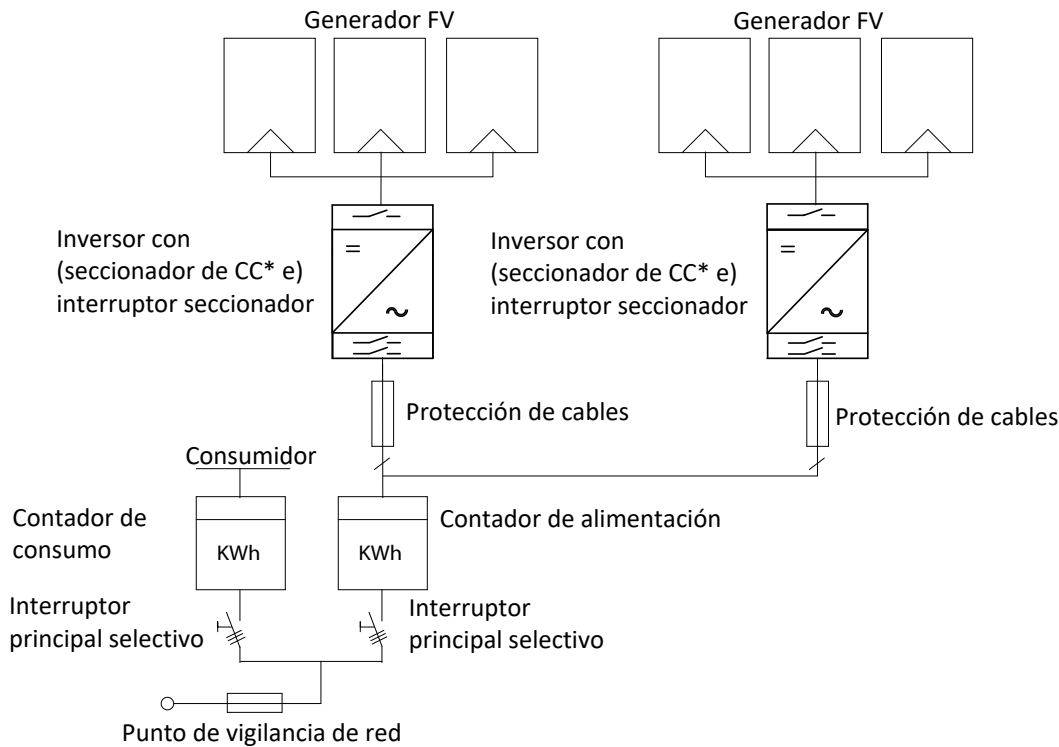 Generador FV
Generador FV
Inversor con
(seccionador de CC* e)
interruptor seccionador
Inversor con
(seccionador de CC* e)
interruptor seccionador
Protección de cables
Protección de cables
Consumidor
Contador de
consumo
KWh
KWh
Contador de alimentación
Interruptor
principal selectivo
Interruptor
principal selectivo
Punto de vigilancia de red